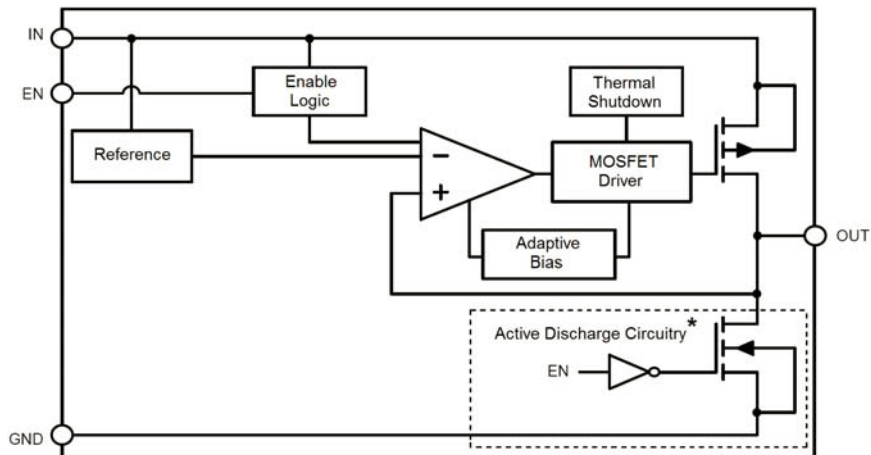 IN
EN
Enable
Logic
Thermal
Shutdown
Reference
−
+
MOSFET
Driver
Adaptive
Bias
OUT
Active Discharge Circuitry*
EN
GND